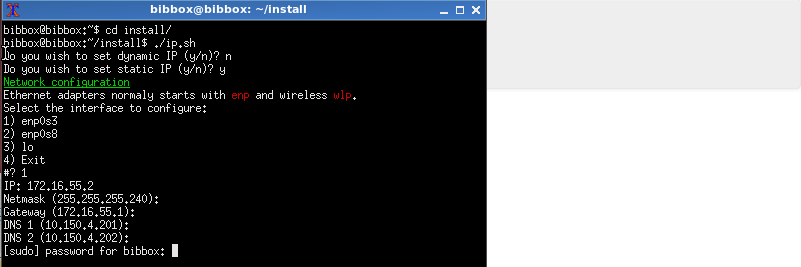 bibbox@bibbox: ~/install
bibbox@bibbox:~$ cd install/
bibbox@bibbox:~/install$ ./ip.sh
Do you wish to set dynamic IP (y/n)? n
Do you wish to set static IP (y/n)? y
Network configuration
Ethernet adapters normaly starts with enp and wireless wlp.
Select the interface to configure:
1) enp0s3
2) enp0s8
3) lo
4) Exit
#? 1
IP: 172.16.55.2
Netmask (255.255.255.240):
Gateway (172.16.55.1):
DNS 1 (10.150.4.201):
DNS 2 (10.150.4.202):
[sudo] password for bibbox: